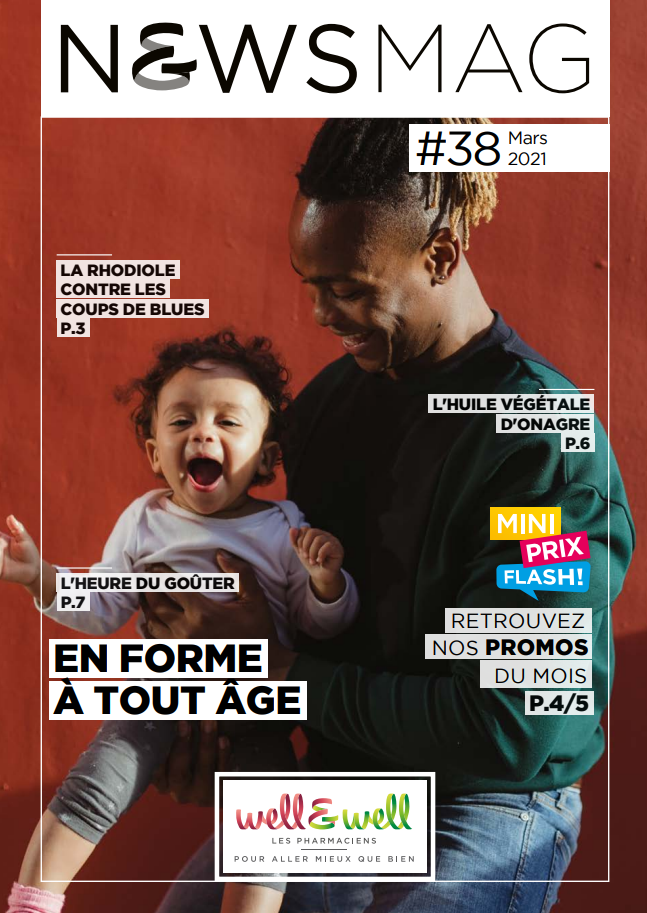 N&WSMAG
#38 Mars
2021
LA RHODIOLE
CONTRE LES
COUPS DE BLUES
P.3
L'HUILE VÉGÉTALE
D'ONAGRE
P.6
MINI
PRIX
FLASH!
L'HEURE DU GOÛTER
P.7
RETROUVEZ
NOS PROMOS
DU MOIS
P.4/5
EN FORME
À TOUT ÂGE
well&well
LES PHARMACIENS
POUR ALLER MIEUX QUE BIEN